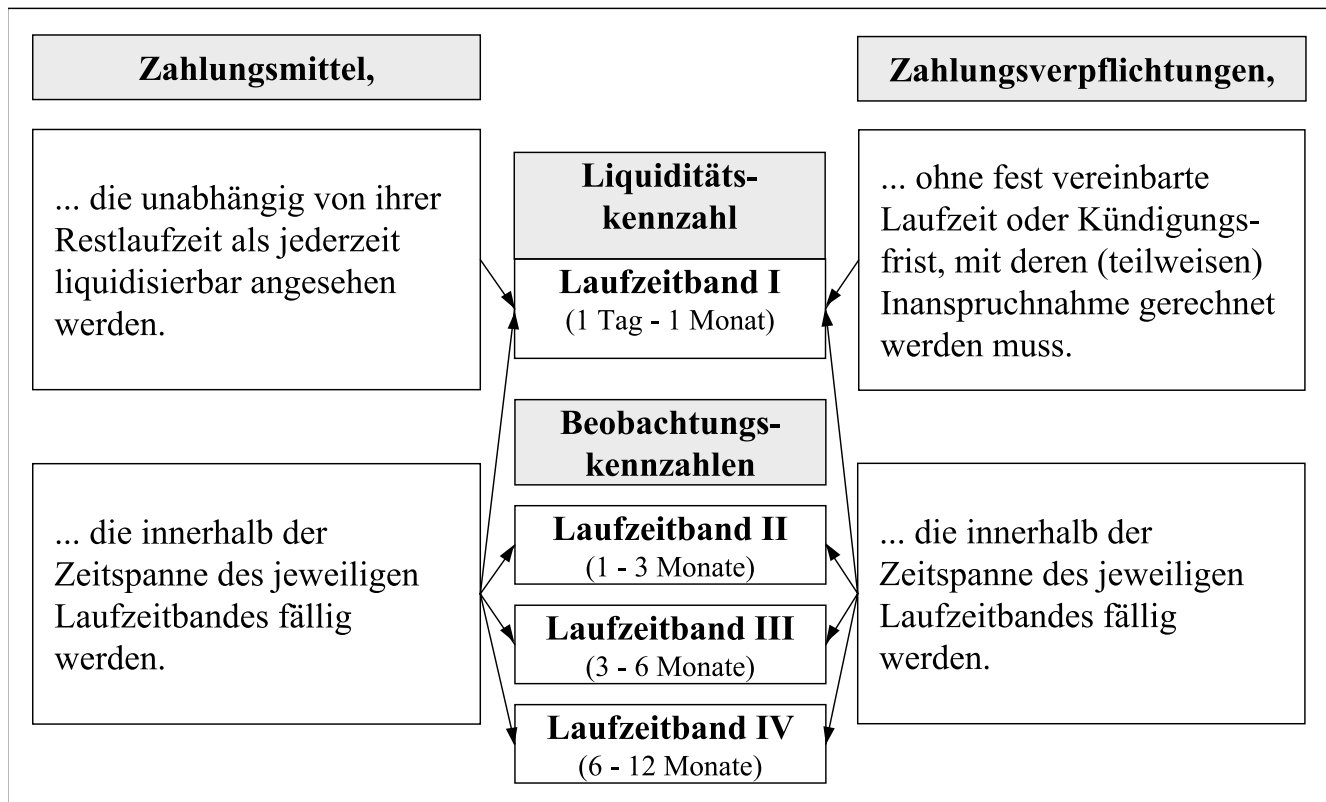 Zahlungsmittel,
... die unabhängig von ihrer
Restlaufzeit als jederzeit
liquidisierbar angesehen
werden.
... die innerhalb der
Zeitspanne des jeweiligen
Laufzeitbandes fällig
werden.
Liquiditäts-
kennzahl
Laufzeitband I
(1 Tag - 1 Monat)
Beobachtungs-
kennzahlen
Laufzeitband II
(1 - 3 Monate)
Laufzeitband III
(3 - 6 Monate)
Laufzeitband IV
(6 - 12 Monate)
Zahlungsverpflichtungen,
... ohne fest vereinbarte
Laufzeit oder Kündigungs-
frist, mit deren (teilweisen)
Inanspruchnahme gerechnet
werden muss.
... die innerhalb der
Zeitspanne des jeweiligen
Laufzeitbandes fällig
werden.